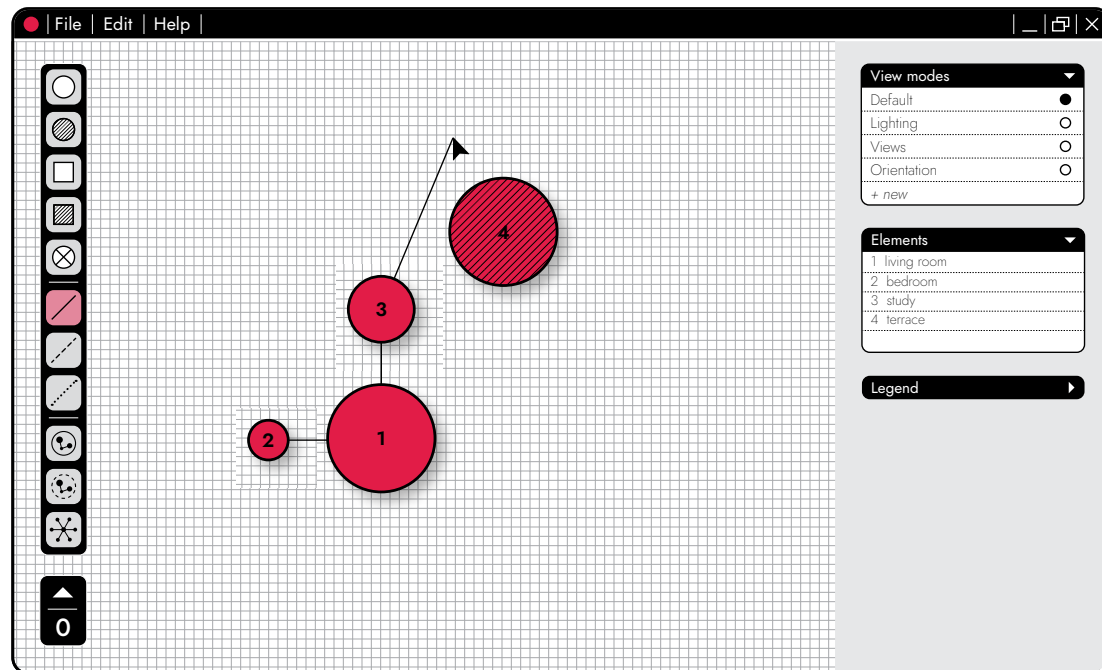 File | Edit | Help
View modes
Default
Lighting
Views
Orientation
+ new
Elements
1 living room
2 bedroom
3 study
4 terrace
Legend
4
3
2
1
0